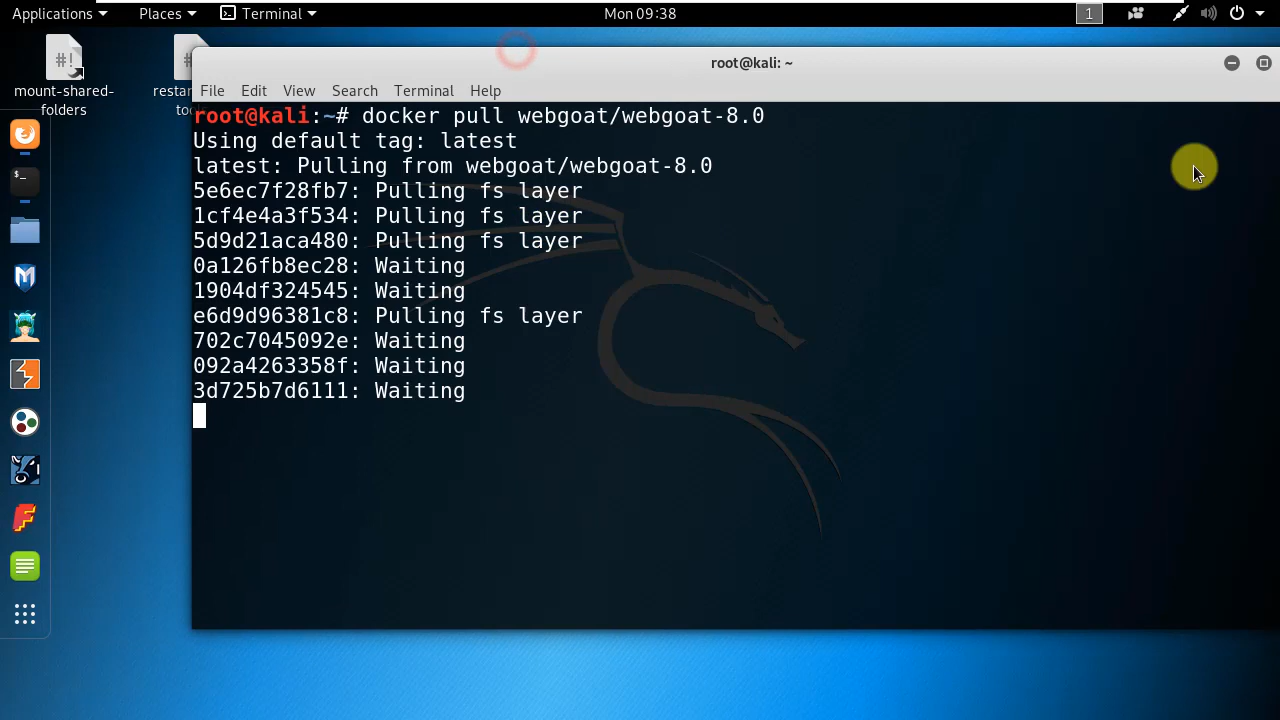 Applications Places Terminal Mon 09:38 1
mount-shared-
folders
restar
too
root@kali: ~
File Edit View Search Terminal Help
root@kali:~# docker pull webgoat/webgoat-8.0
Using default tag: latest
latest: Pulling from webgoat/webgoat-8.0
5e6ec7f28fb7: Pulling fs layer
1cf4e4a3f534: Pulling fs layer
5d9d21aca480: Pulling fs layer
0a126fb8ec28: Waiting
1904df324545: Waiting
e6d9d96381c8: Pulling fs layer
702c7045092e: Waiting
092a4263358f: Waiting
3d725b7d6111: Waiting